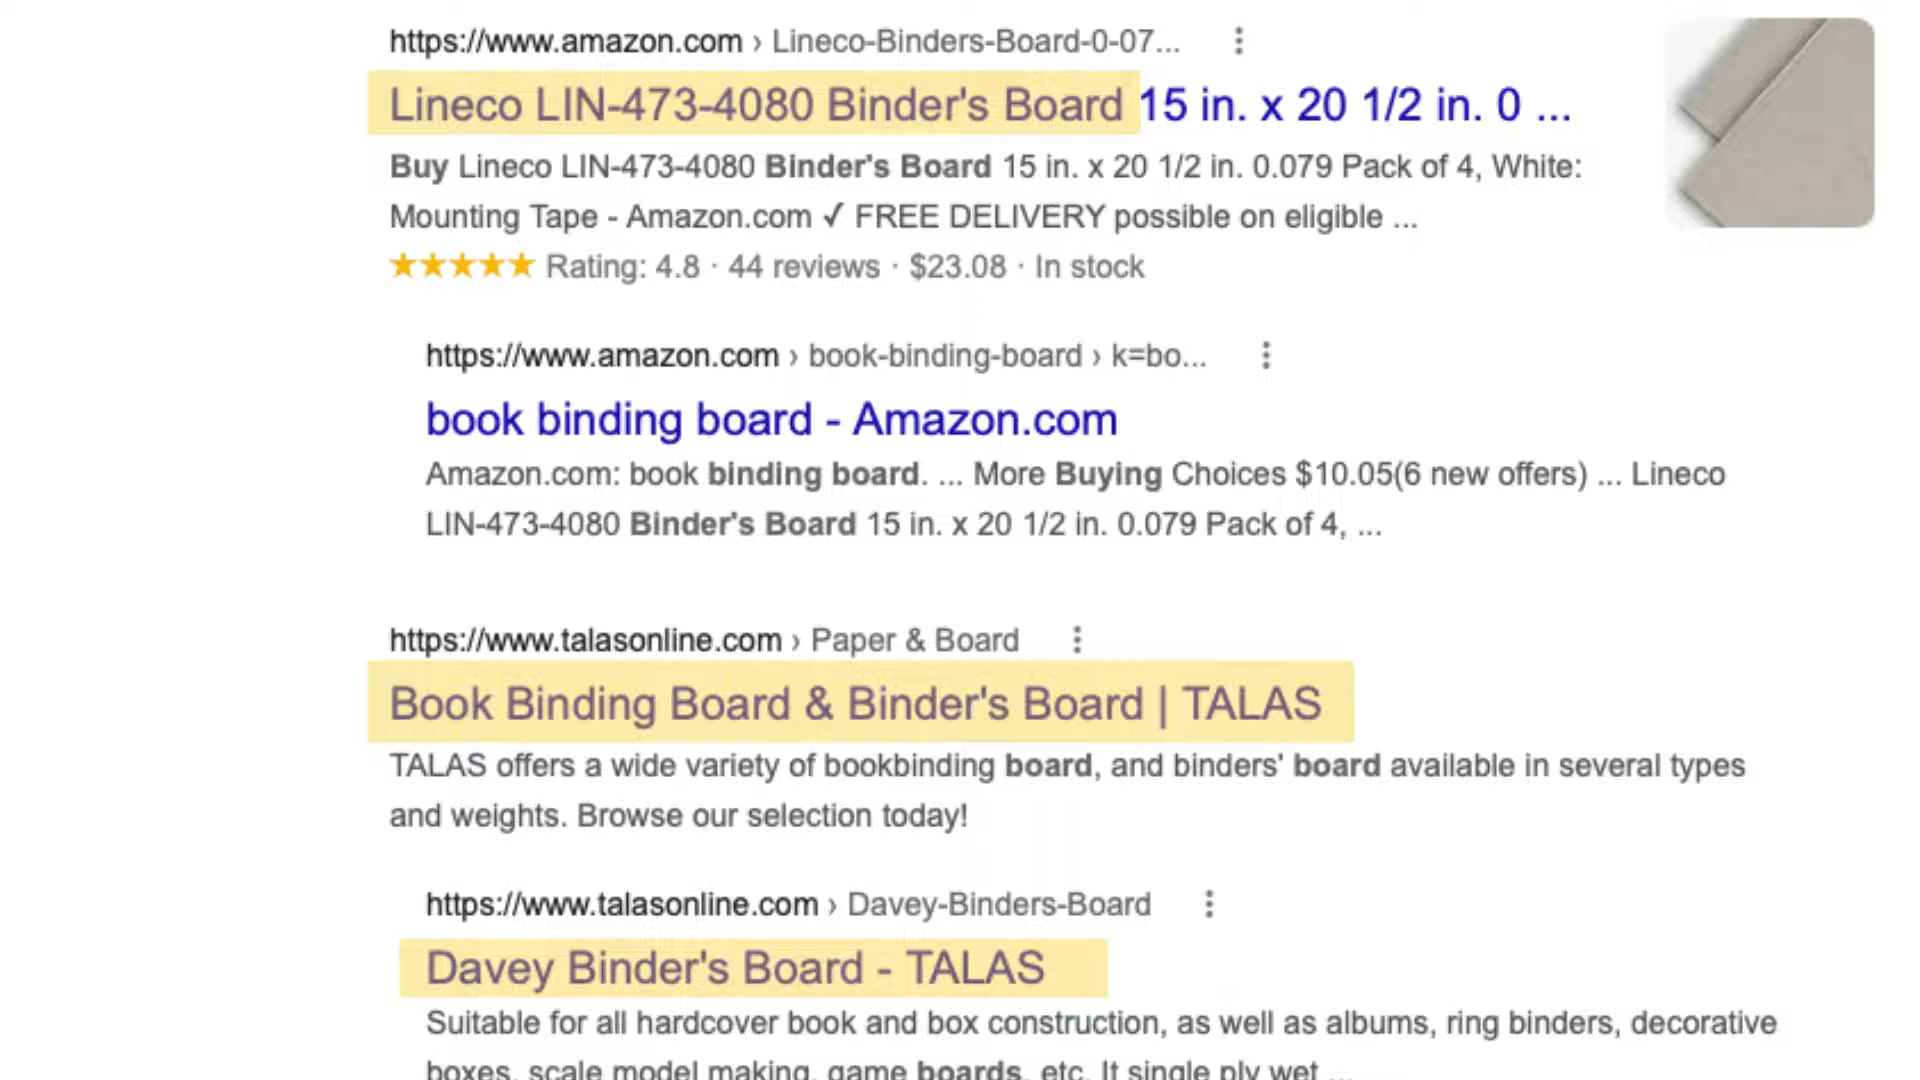 https://www.amazon.com › Lineco-Binders-Board-0-07...
Lineco LIN-473-4080 Binder's Board 15 in. x 20 1/2 in. 0 ...
Buy Lineco LIN-473-4080 Binder's Board 15 in. x 20 1/2 in. 0.079 Pack of 4, White:
Mounting Tape - Amazon.com ✓ FREE DELIVERY possible on eligible ...
★★★★★ Rating: 4.8 · 44 reviews · $23.08 · In stock
https://www.amazon.com › book-binding-board › k=bo...
book binding board - Amazon.com
Amazon.com: book binding board. ... More Buying Choices $10.05(6 new offers) ... Lineco
LIN-473-4080 Binder's Board 15 in. x 20 1/2 in. 0.079 Pack of 4, ...
https://www.talasonline.com › Paper & Board
Book Binding Board & Binder's Board | TALAS
TALAS offers a wide variety of bookbinding board, and binders' board available in several types
and weights. Browse our selection today!
https://www.talasonline.com › Davey-Binders-Board
Davey Binder's Board - TALAS
Suitable for all hardcover book and box construction, as well as albums, ring binders, decorative
boxes, scale model making, game boards, etc. It single ply wet ...